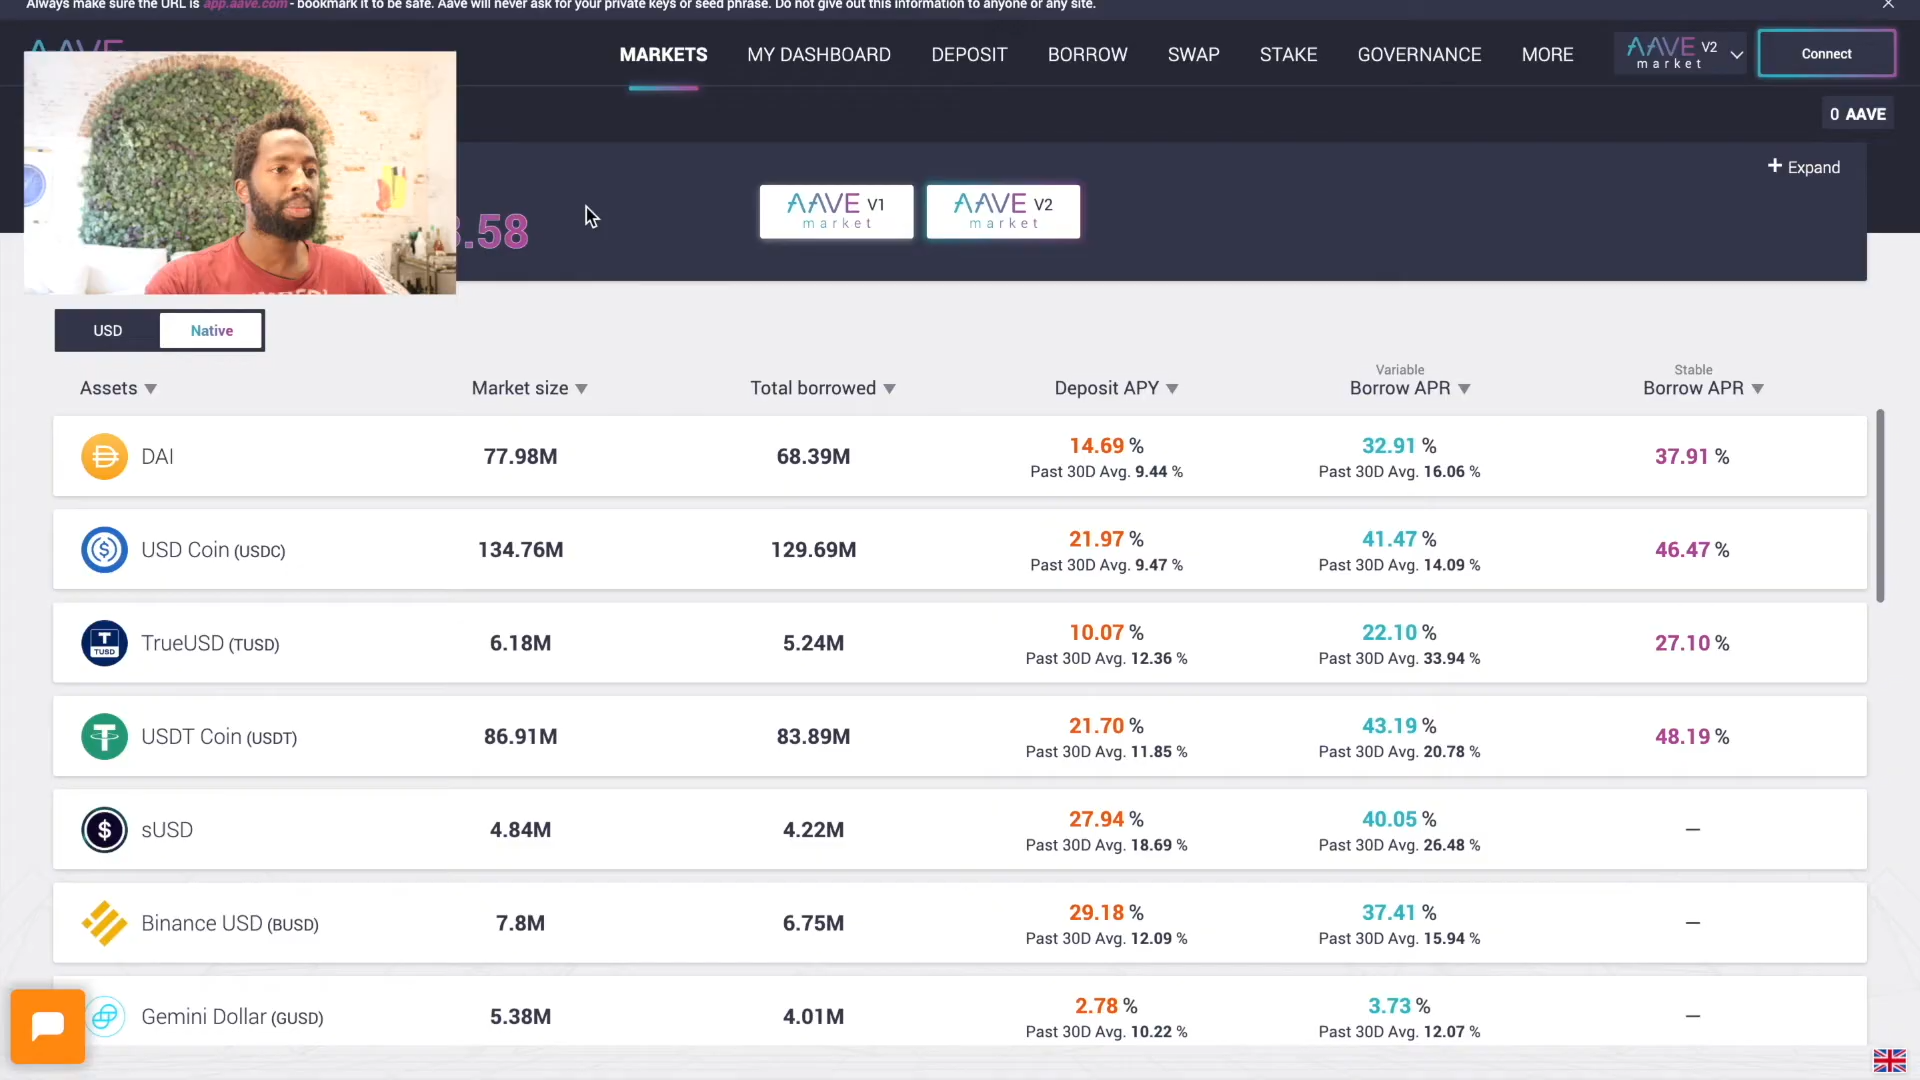 Always make sure the URL is app.aave.com - bookmark it to be safe. Aave will never ask for your private keys or seed phrase. Do not give out this information to anyone or any site.
MARKETS MY DASHBOARD DEPOSIT BORROW SWAP STAKE GOVERNANCE MORE AAVE V2 market Connect
0 AAVE
+ Expand
.58
AAVE V1 market
AAVE V2 market
USD Native
Assets Market size Total borrowed Deposit APY Variable Borrow APR Stable Borrow APR
DAI 77.98M 68.39M 14.69 % 32.91 % 37.91 %
Past 30D Avg. 9.44 % Past 30D Avg. 16.06 %
USD Coin (USDC) 134.76M 129.69M 21.97 % 41.47 % 46.47 %
Past 30D Avg. 9.47 % Past 30D Avg. 14.09 %
T TUSD TrueUSD (TUSD) 6.18M 5.24M 10.07 % 22.10 % 27.10 %
Past 30D Avg. 12.36 % Past 30D Avg. 33.94 %
USDT Coin (USDT) 86.91M 83.89M 21.70 % 43.19 % 48.19 %
Past 30D Avg. 11.85 % Past 30D Avg. 20.78 %
sUSD 4.84M 4.22M 27.94 % 40.05 % —
Past 30D Avg. 18.69 % Past 30D Avg. 26.48 %
Binance USD (BUSD) 7.8M 6.75M 29.18 % 37.41 % —
Past 30D Avg. 12.09 % Past 30D Avg. 15.94 %
Gemini Dollar (GUSD) 5.38M 4.01M 2.78 % 3.73 % —
Past 30D Avg. 10.22 % Past 30D Avg. 12.07 %